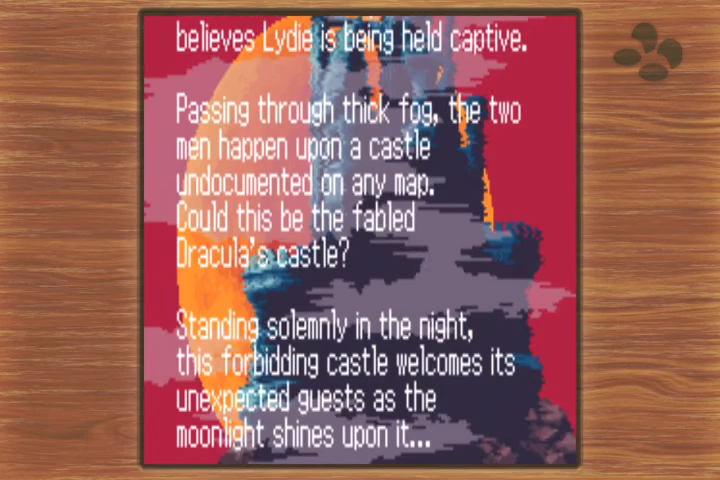 believes Lydie is being held captive.
Passing through thick fog, the two
men happen upon a castle
undocumented on any map.
Could this be the fabled
Dracula's castle?
Standing solemnly in the night,
this forbidding castle welcomes its
unexpected guests as the
moonlight shines upon it...